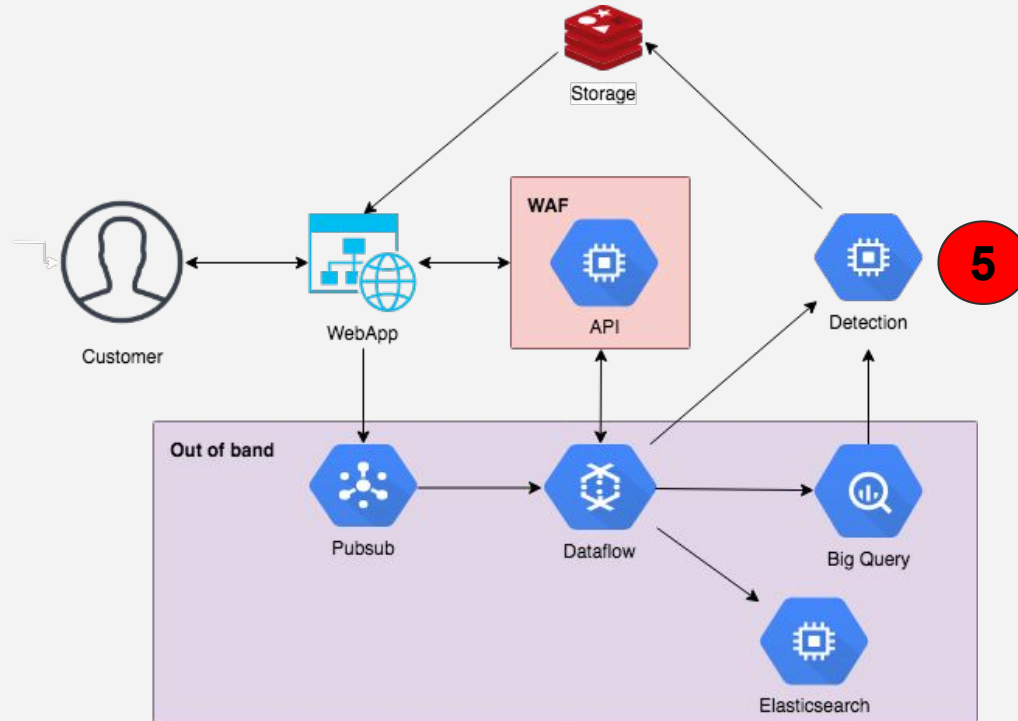 Storage
WAF
API
5
Detection
WebApp
Customer
Out of band
Pubsub
Dataflow
Big Query
Elasticsearch